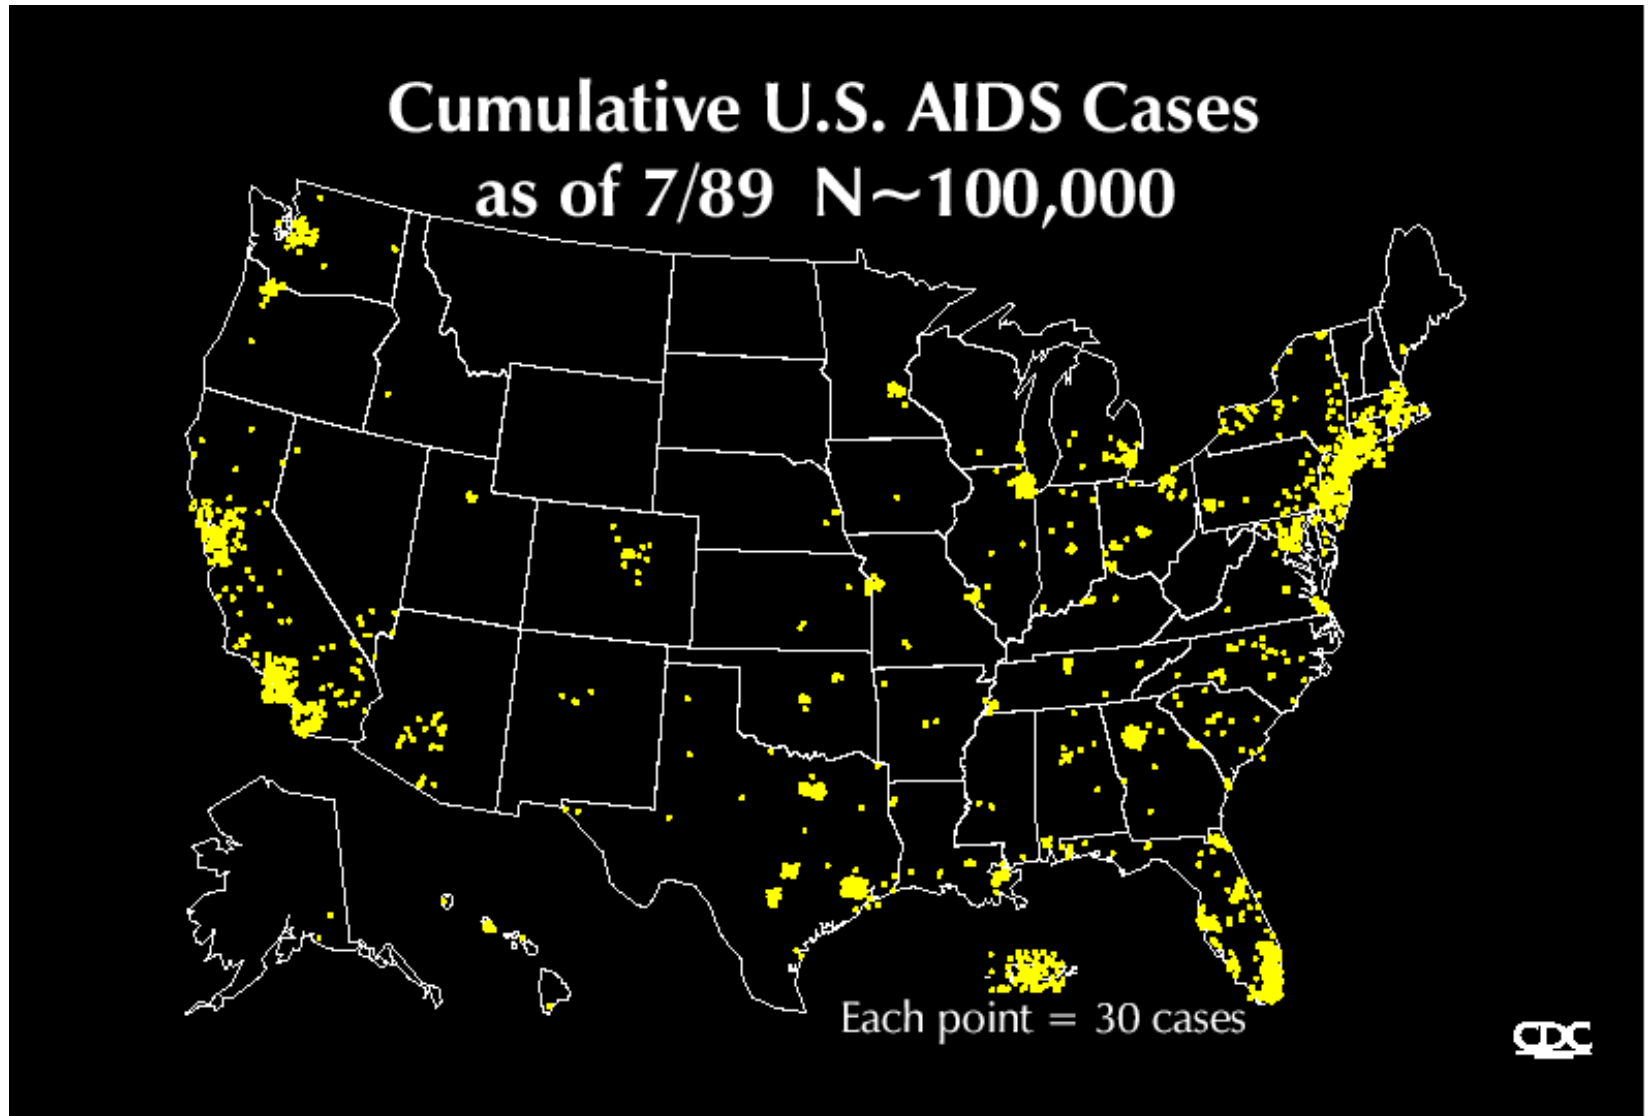 Cumulative U.S. AIDS Cases
as of 7/89 N~100,000
Each point = 30 cases
CDC